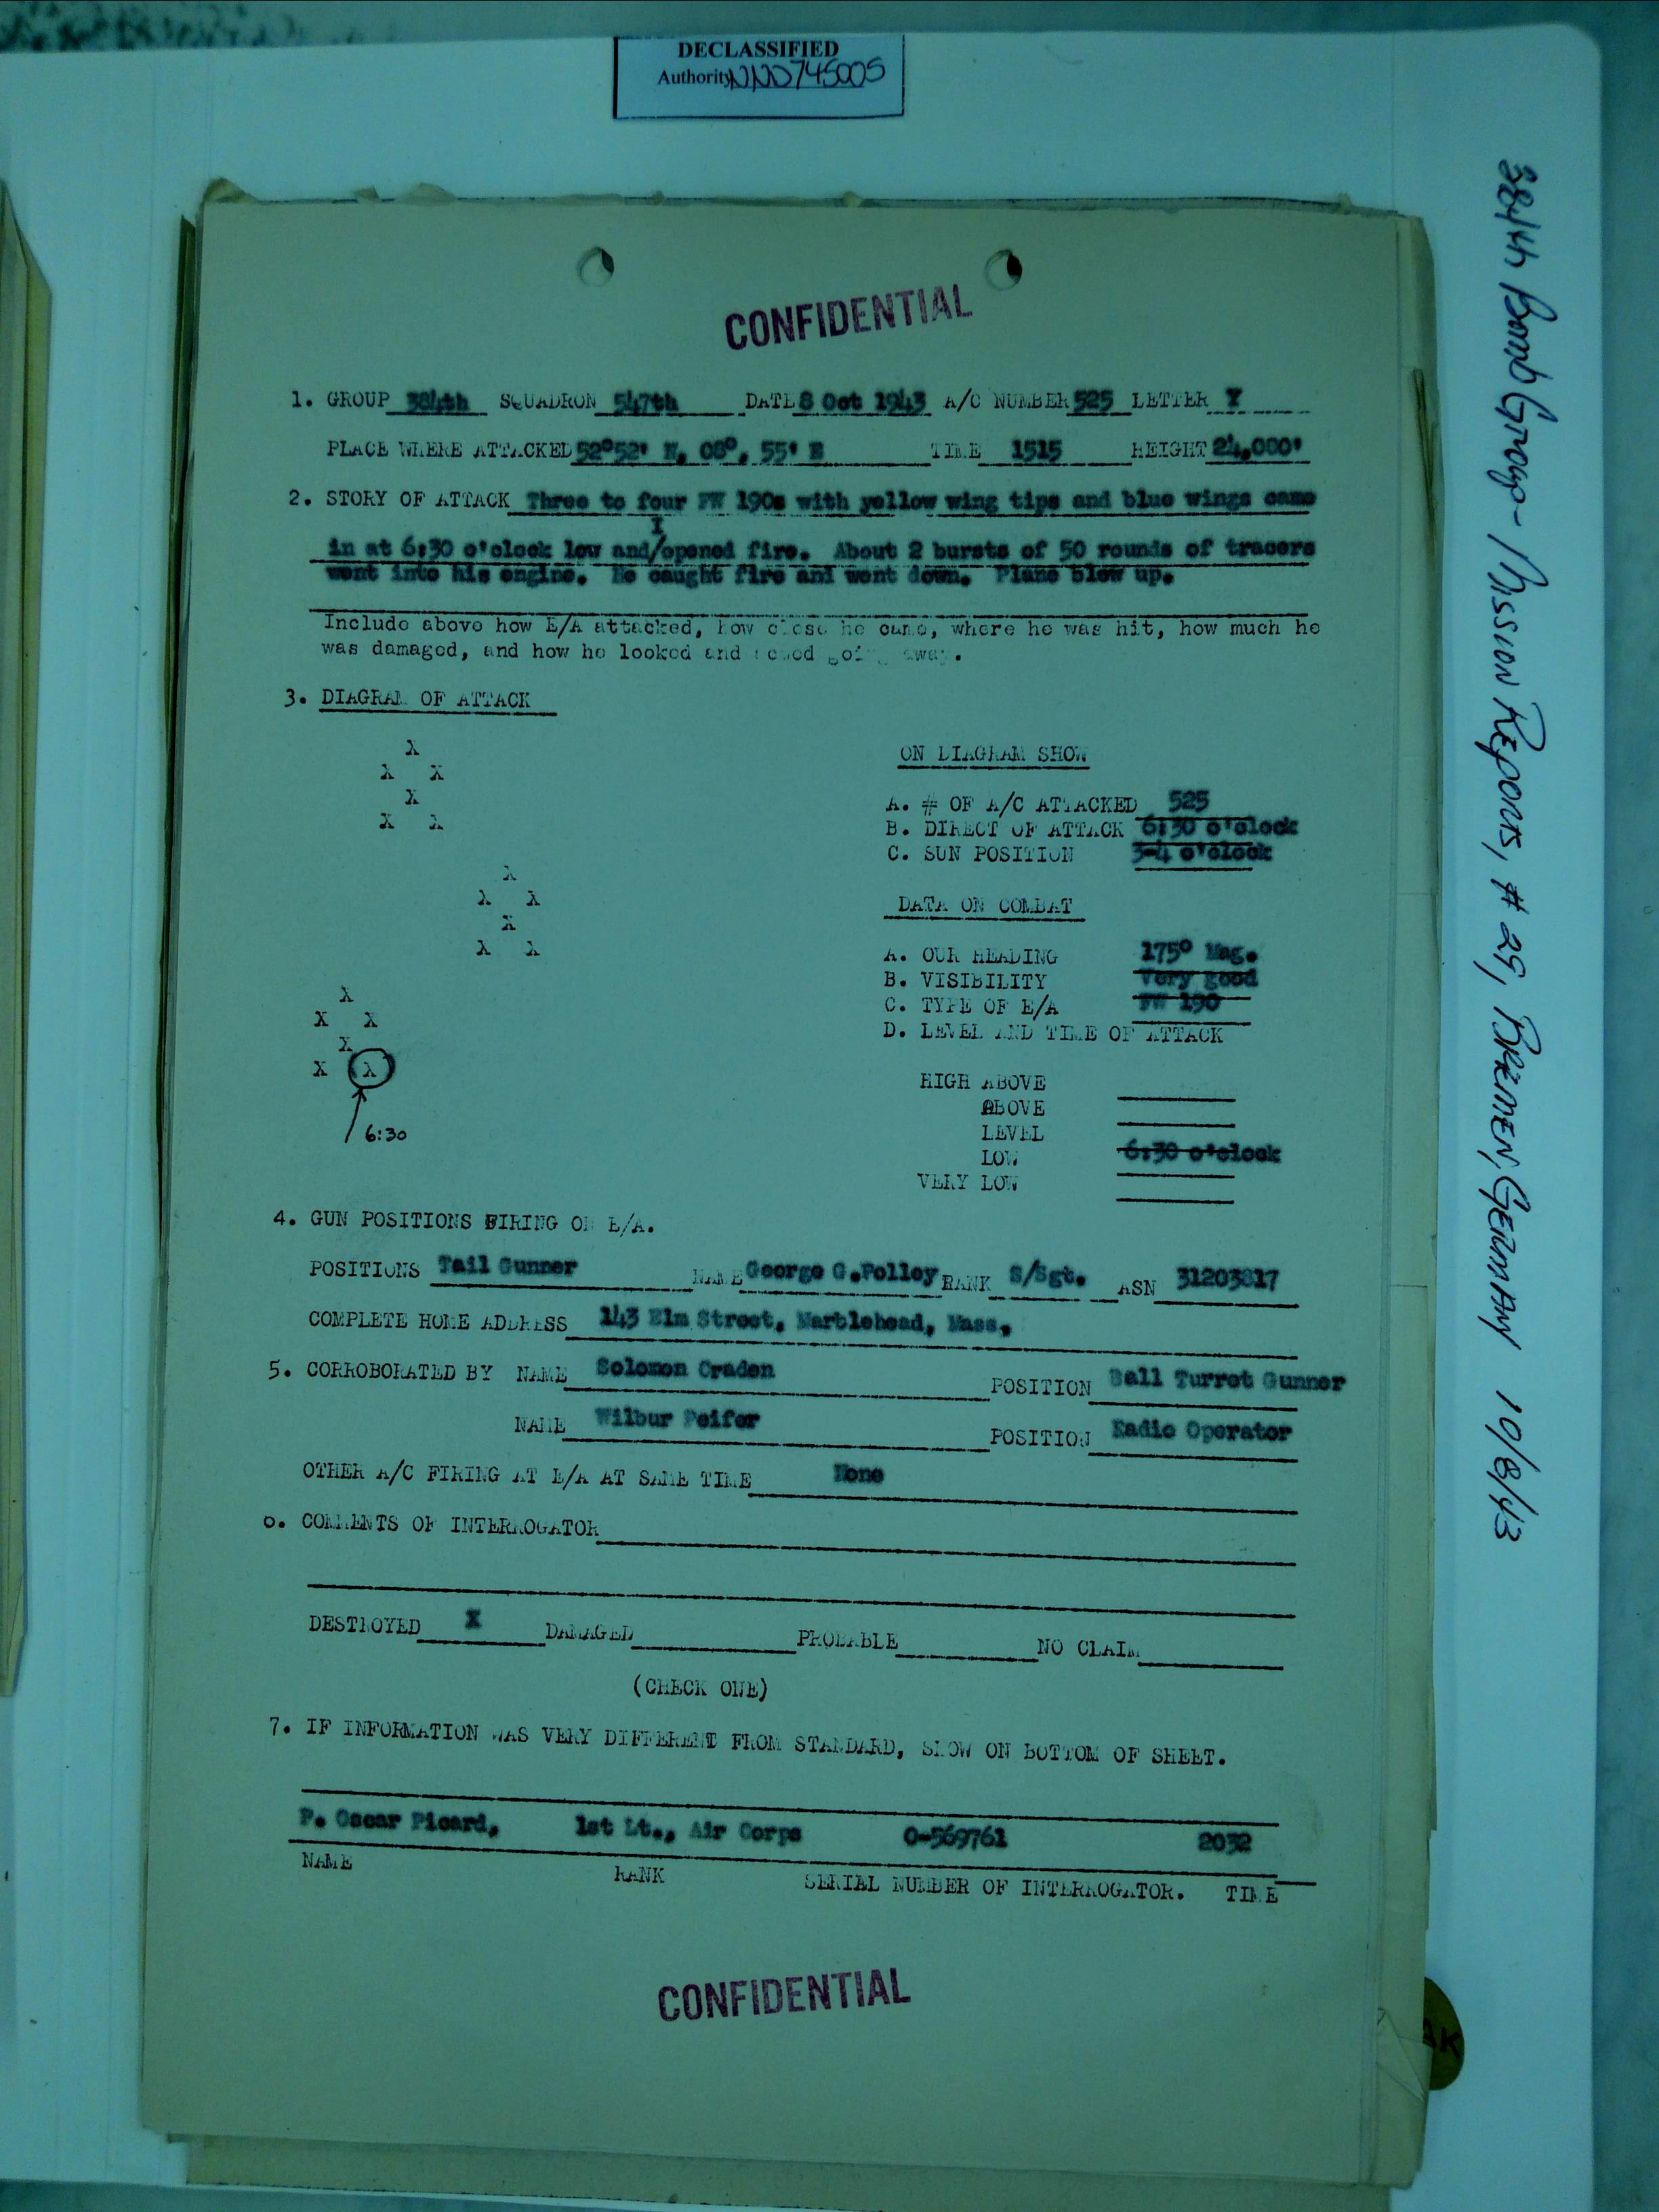 DECLASSIFIED
Authority NND745005
384th Bomb Group - Mission Reports, # 25, Bremen, Germany 10/8/43
CONFIDENTIAL
1. GROUP 384th SQUADRON 547th DATE 8 Oct 1943 A/C NUMBER 525 LETTER Y
PLACE WHERE ATTACKED 52°52' N, 08°, 55' E TIME 1515 HEIGHT 24,000'
2. STORY OF ATTACK Three to four FW 190s with yellow wing tips and blue wings came
I
in at 6:30 o'clock low and/opened fire. About 2 bursts of 50 rounds of tracers
went into his engine. He caught fire and went down. Plane blew up.
Include above how E/A attacked, how close he came, where he was hit, how much he
was damaged, and how he looked and acted going away.
3. DIAGRAM OF ATTACK
X
X X
X
X X
X
X X
X
X X
X
X X
X
X X
6:30
ON DIAGRAM SHOW
A. # OF A/C ATTACKED 525
B. DIRECT OF ATTACK 6:30 o'clock
C. SUN POSITION 3-4 o'clock
DATA ON COMBAT
A. OUR HEADING 175° Mag.
B. VISIBILITY Very good
C. TYPE OF E/A FW 190
D. LEVEL AND TIME OF ATTACK
HIGH ABOVE
ABOVE
LEVEL
LOW 6:30 o'clock
VERY LOW
4. GUN POSITIONS FIRING ON E/A.
POSITIONS Tail Gunner NAME George G.Polley RANK S/Sgt. ASN 31203817
COMPLETE HOME ADDRESS 143 Elm Street, Marblehead, Mass.
5. CORROBORATED BY NAME Solomon Craden POSITION Ball Turret Gunner
NAME Wilbur Peifer POSITION Radio Operator
OTHER A/C FIRING AT E/A AT SAME TIME None
6. COMMENTS OF INTERROGATOR
DESTROYED X DAMAGED PROBABLE NO CLAIM
(CHECK ONE)
7. IF INFORMATION WAS VERY DIFFERENT FROM STANDARD, SHOW ON BOTTOM OF SHEET.
P. Oscar Picard, 1st Lt., Air Corps O-569761 2032
NAME RANK SERIAL NUMBER OF INTERROGATOR. TIME
CONFIDENTIAL